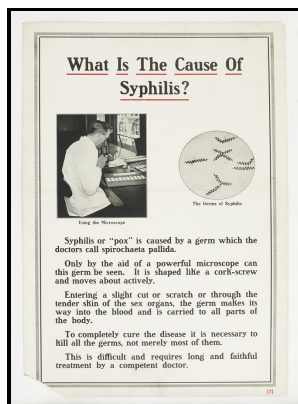 What Is The Cause Of
Syphilis?
Using the Microscope
The Germs of Syphilis
Syphilis or "pox" is caused by a germ which the
doctors call spirochaeta pallida.
Only by the aid of a powerful microscope can
this germ be seen. It is shaped like a cork-screw
and moves about actively.
Entering a slight cut or scratch or through the
tender skin of the sex organs, the germ makes its
way into the blood and is carried to all parts of
the body.
To completely cure the disease it is necessary to
kill all the germs, not merely most of them.
This is difficult and requires long and faithful
treatment by a competent doctor.